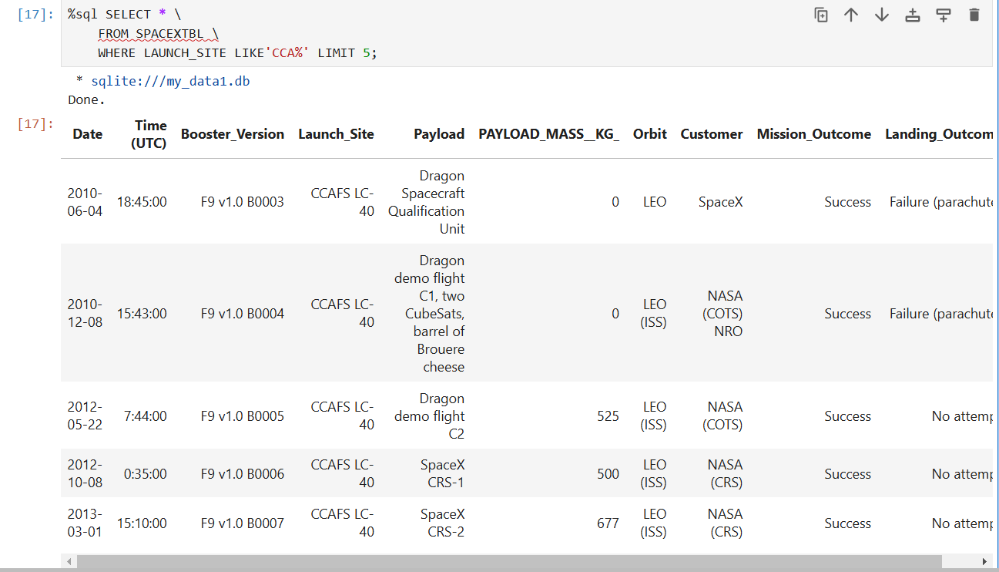 [17]: %sql SELECT * \
FROM SPACEXTBL \
WHERE LAUNCH_SITE LIKE'CCA%' LIMIT 5;
* sqlite:///my_data1.db
Done.
[17]:
Date Time (UTC) Booster_Version Launch_Site Payload PAYLOAD_MASS__KG_ Orbit Customer Mission_Outcome Landing_Outcom
2010-06-04 18:45:00 F9 v1.0 B0003 CCAFS LC-40 Dragon Spacecraft Qualification Unit 0 LEO SpaceX Success Failure (parachute
2010-12-08 15:43:00 F9 v1.0 B0004 CCAFS LC-40 Dragon demo flight C1, two CubeSats, barrel of Brouere cheese 0 LEO (ISS) NASA (COTS) NRO Success Failure (parachute
2012-05-22 7:44:00 F9 v1.0 B0005 CCAFS LC-40 Dragon demo flight C2 525 LEO (ISS) NASA (COTS) Success No attemp
2012-10-08 0:35:00 F9 v1.0 B0006 CCAFS LC-40 SpaceX CRS-1 500 LEO (ISS) NASA (CRS) Success No attemp
2013-03-01 15:10:00 F9 v1.0 B0007 CCAFS LC-40 SpaceX CRS-2 677 LEO (ISS) NASA (CRS) Success No attemp